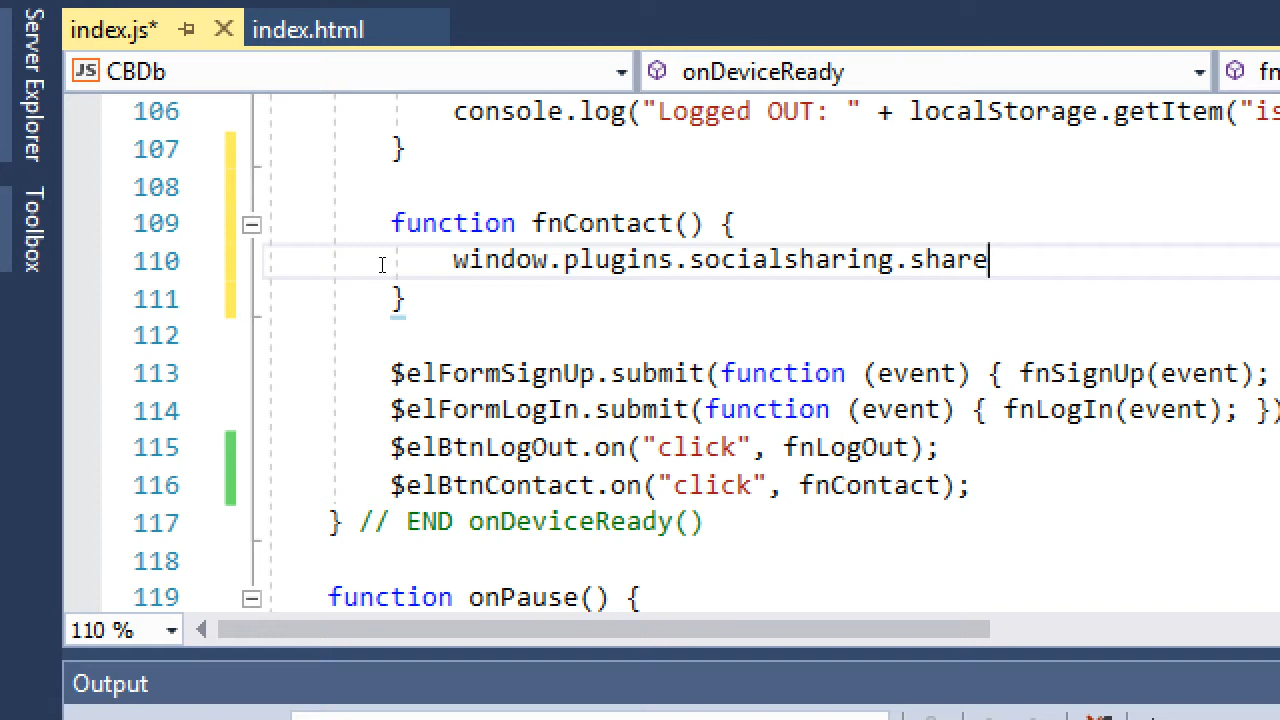 Server Explorer
Toolbox
index.js*
index.html
JS CBDb
onDeviceReady
fn
106 console.log("Logged OUT: " + localStorage.getItem("is
107 }
108
109 function fnContact() {
110 window.plugins.socialsharing.share
111 }
112
113 $elFormSignUp.submit(function (event) { fnSignUp(event);
114 $elFormLogIn.submit(function (event) { fnLogIn(event); })
115 $elBtnLogOut.on("click", fnLogOut);
116 $elBtnContact.on("click", fnContact);
117 } // END onDeviceReady()
118
119 function onPause() {
110 %
Output